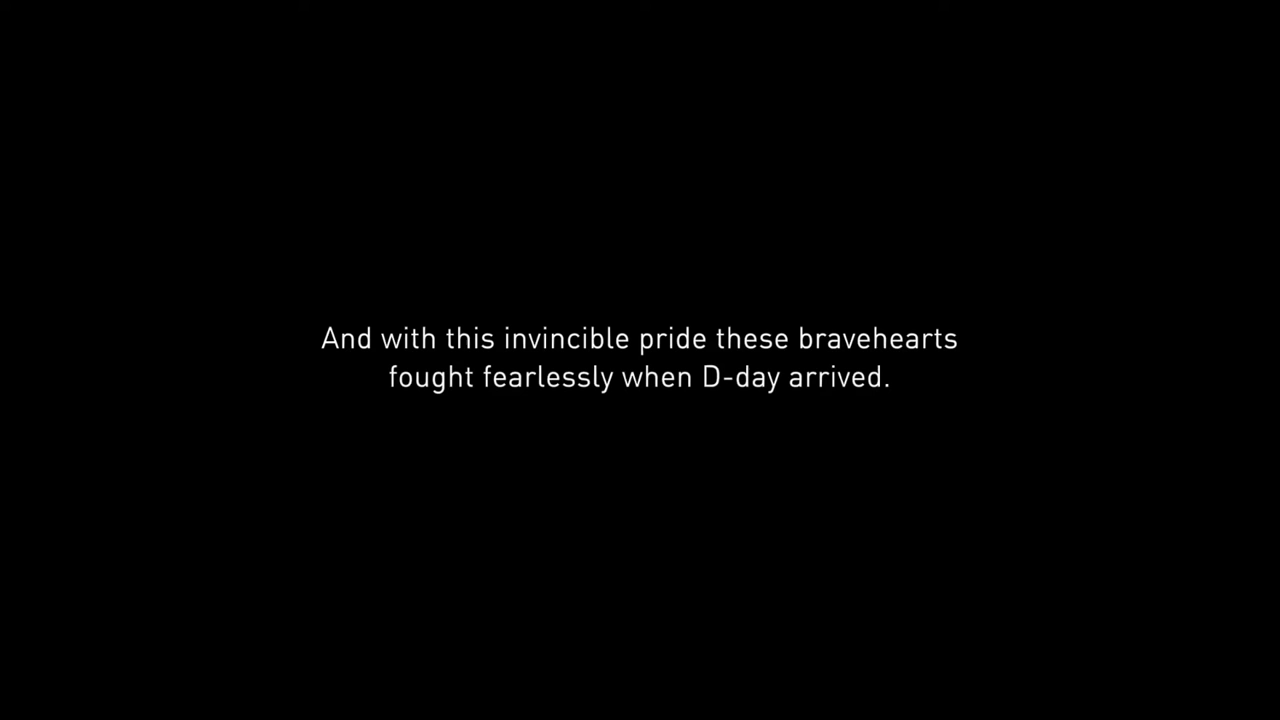 And with this invincible pride these bravehearts
fought fearlessly when D-day arrived.